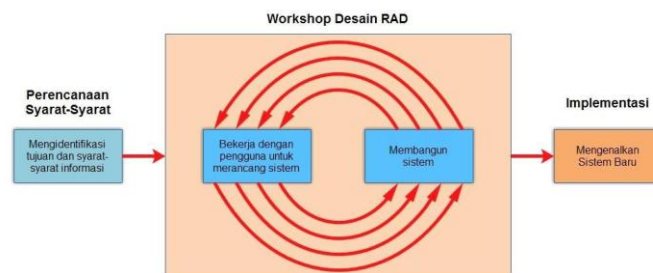 Workshop Desain RAD
Perencanaan
Syarat-Syarat
Mengidentifikasi
tujuan dan syarat-
syarat informasi
Bekerja dengan
pengguna untuk
merancang sistem
Membangun
sistem
Implementasi
Mengenalkan
Sistem Baru